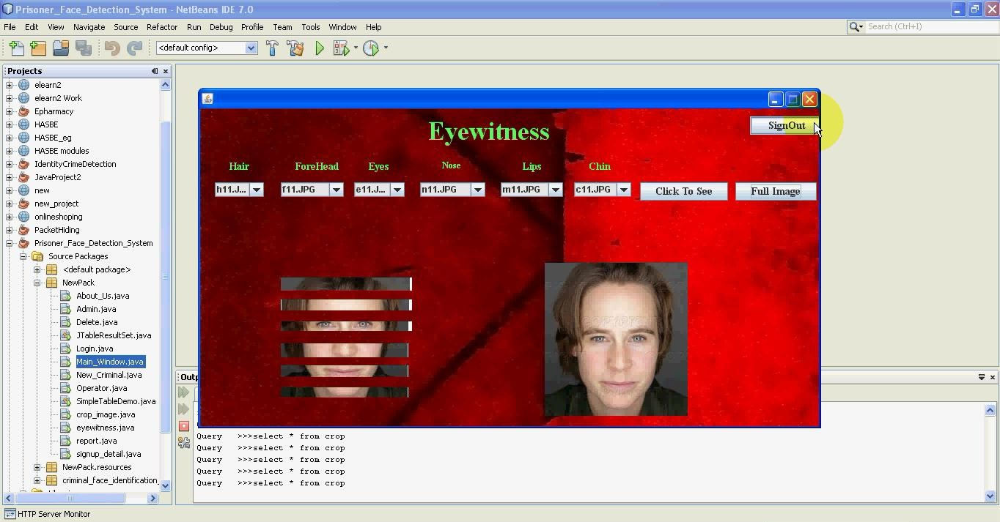 Prisoner_Face_Detection_System - NetBeans IDE 7.0
File Edit View Navigate Source Refactor Run Debug Profile Team Tools Window Help
Search (Ctrl+I)
<default config>
Projects
elearn2
elearn2 Work
Epharmacy
HASBE
HASBE_eg
HASBE modules
IdentityCrimeDetection
JavaProject2
new
new_project
onlineshoping
PacketHiding
Prisoner_Face_Detection_System
Source Packages
<default package>
NewPack
About_Us.java
Admin.java
Delete.java
JTableResultSet.java
Login.java
Main_Window.java
New_Criminal.java
Operator.java
SimpleTableDemo.java
crop_image.java
eyewitness.java
report.java
signup_detail.java
NewPack.resources
criminal_face_identification_
Eyewitness
SignOut
Hair ForeHead Eyes Nose Lips Chin
h11.J... f11.JPG e11.J... n11.JPG m11.JPG c11.JPG Click To See Full Image
Outp
Query >>>select * from crop
Query >>>select * from crop
Query >>>select * from crop
Query >>>select * from crop
Query >>>select * from crop
HTTP Server Monitor